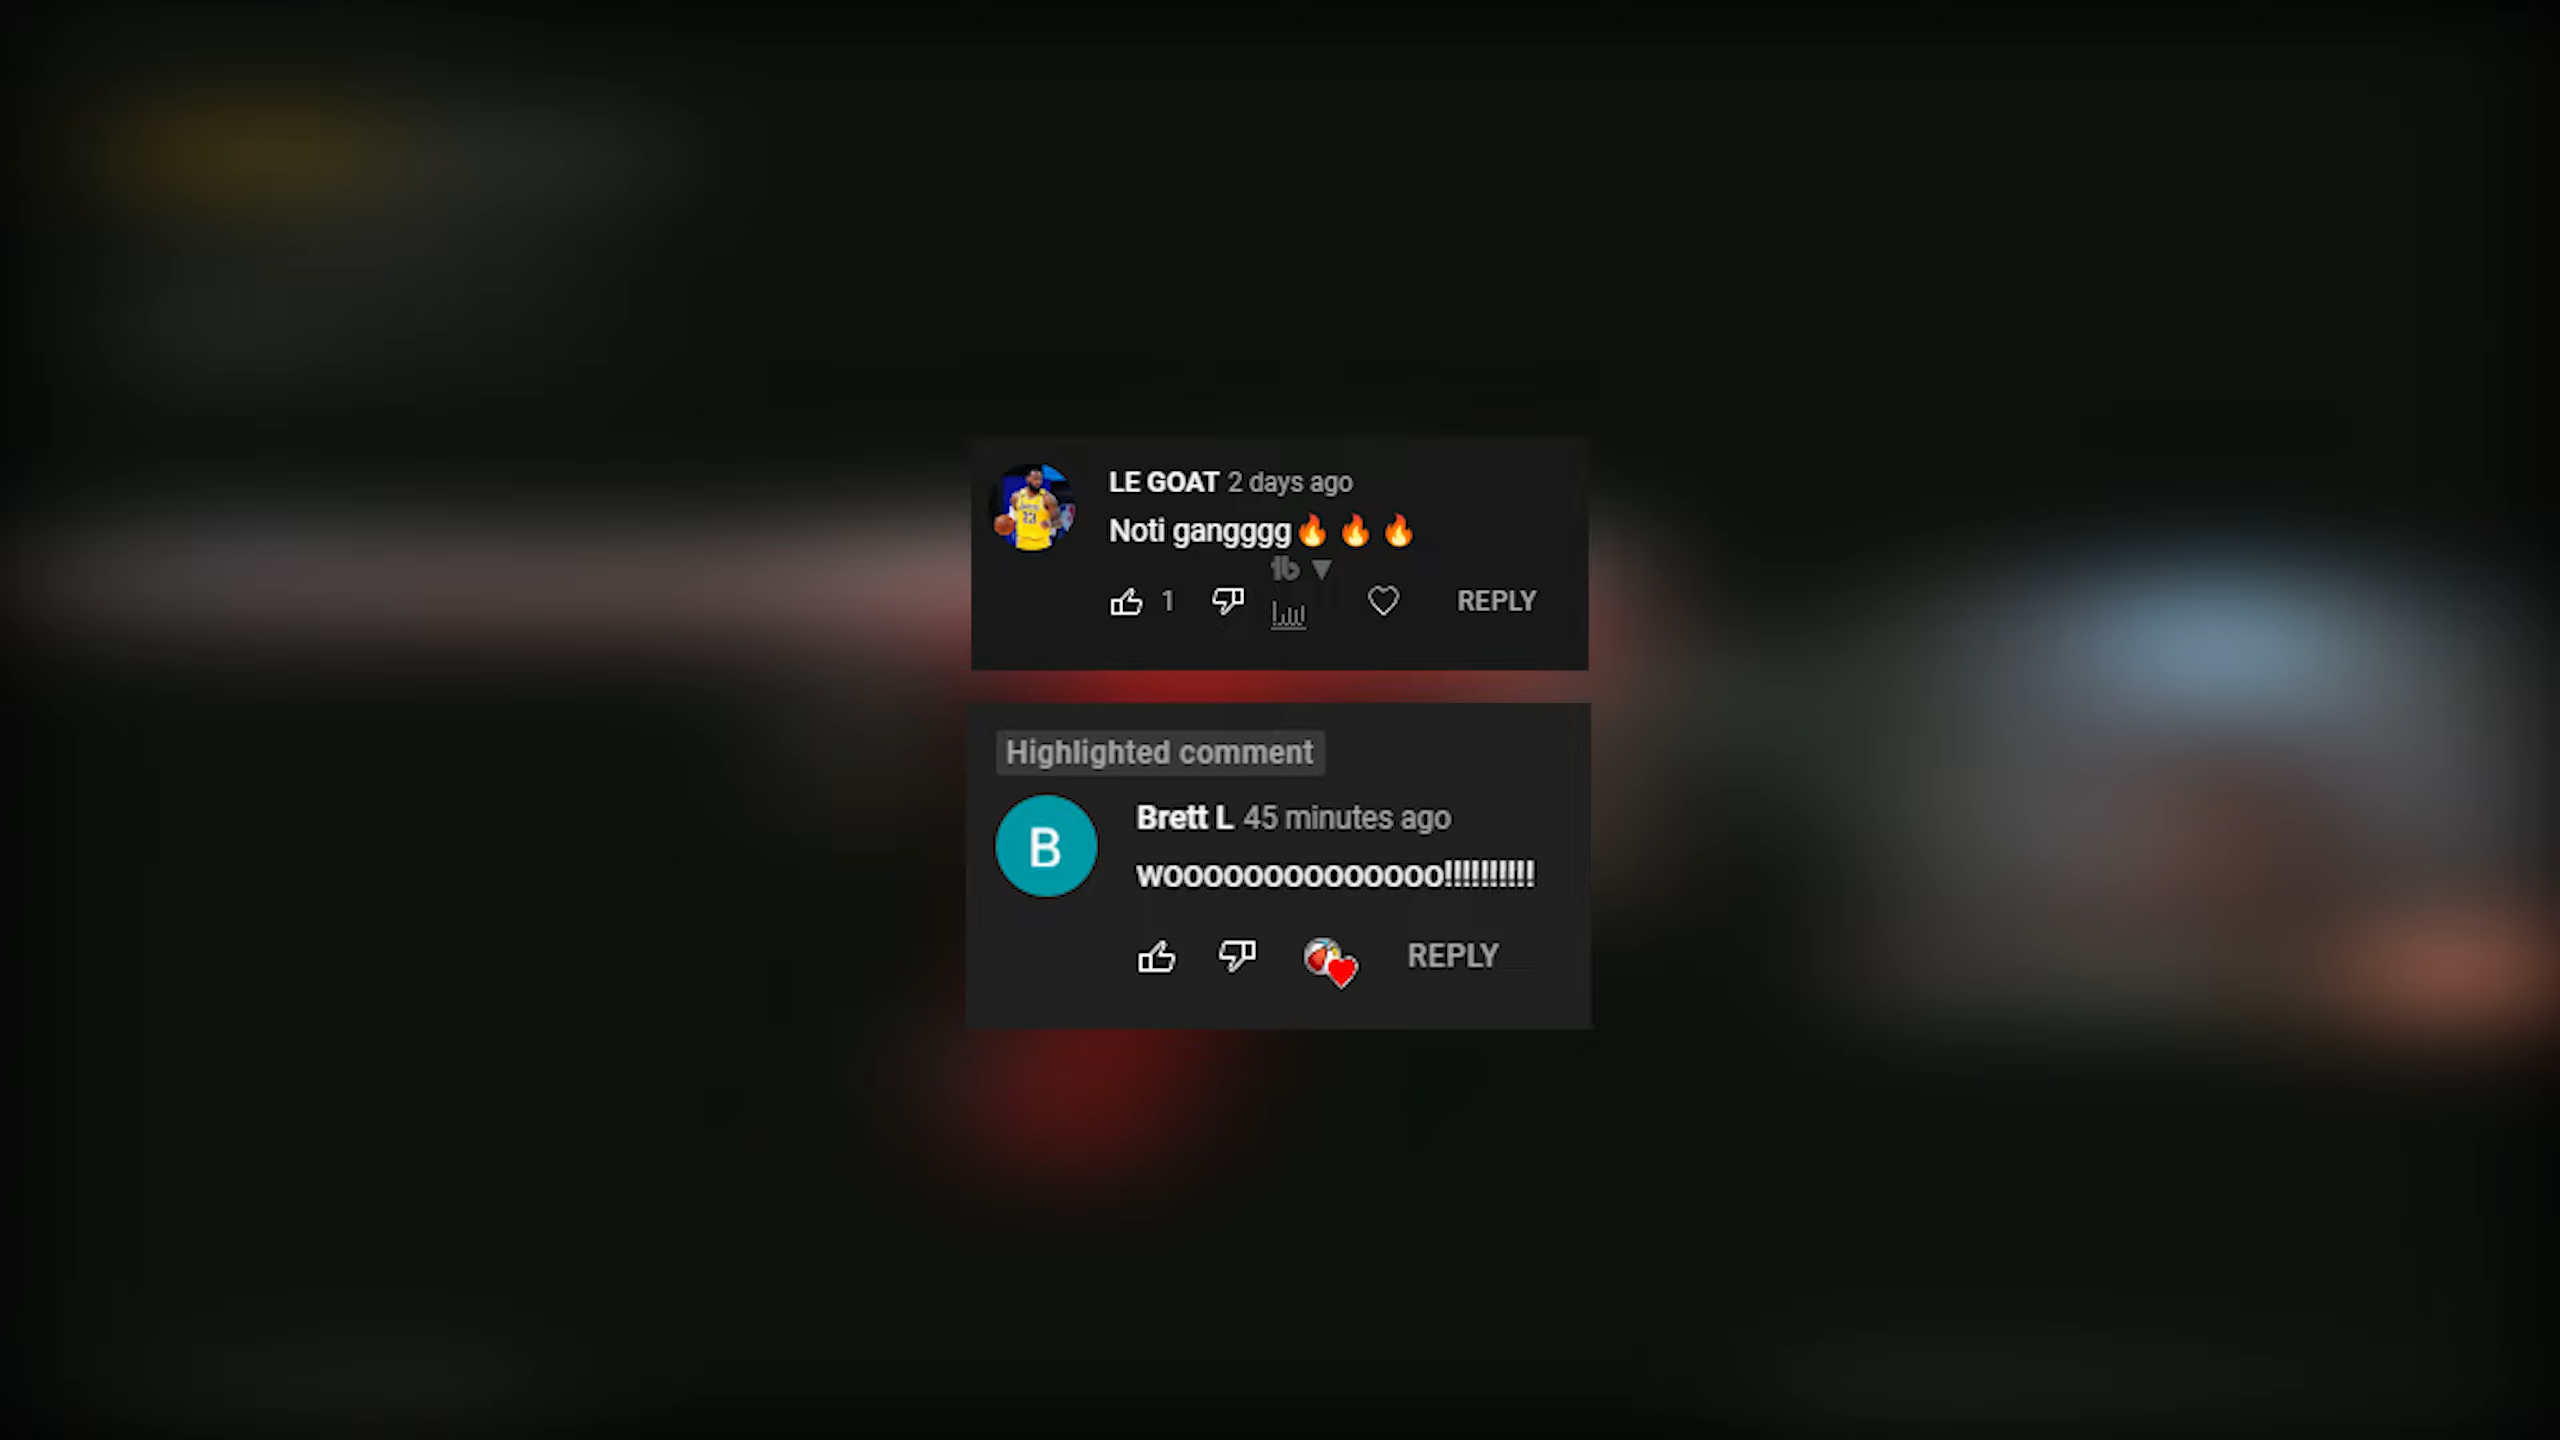 LE GOAT 2 days ago
Noti gangggg🔥🔥🔥
1
REPLY
Highlighted comment
B
Brett L 45 minutes ago
woooooooooooooo!!!!!!!!!!
REPLY